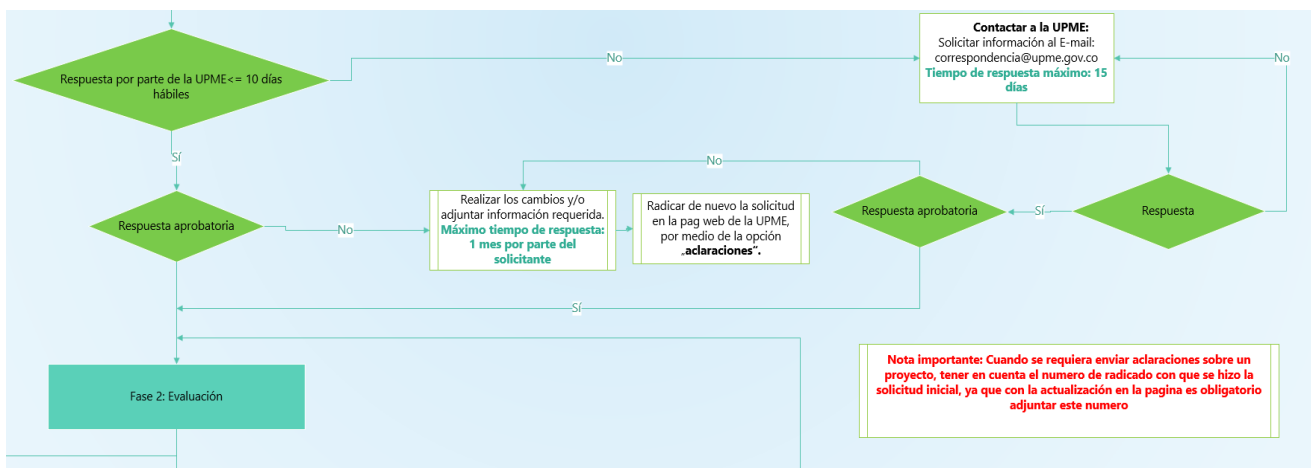 Contactar a la UPME:
Solicitar información al E-mail:
correspondencia@upme.gov.co
Tiempo de respuesta máximo: 15
días
Respuesta por parte de la UPME<= 10 días
hábiles
No
No
Sí
No
Respuesta aprobatoria
No
Realizar los cambios y/o
adjuntar información requerida.
Máximo tiempo de respuesta:
1 mes por parte del
solicitante
Radicar de nuevo la solicitud
en la pag web de la UPME,
por medio de la opción
„aclaraciones”.
Respuesta aprobatoria
Sí
Respuesta
Sí
Fase 2: Evaluación
Nota importante: Cuando se requiera enviar aclaraciones sobre un
proyecto, tener en cuenta el numero de radicado con que se hizo la
solicitud inicial, ya que con la actualización en la pagina es obligatorio
adjuntar este numero